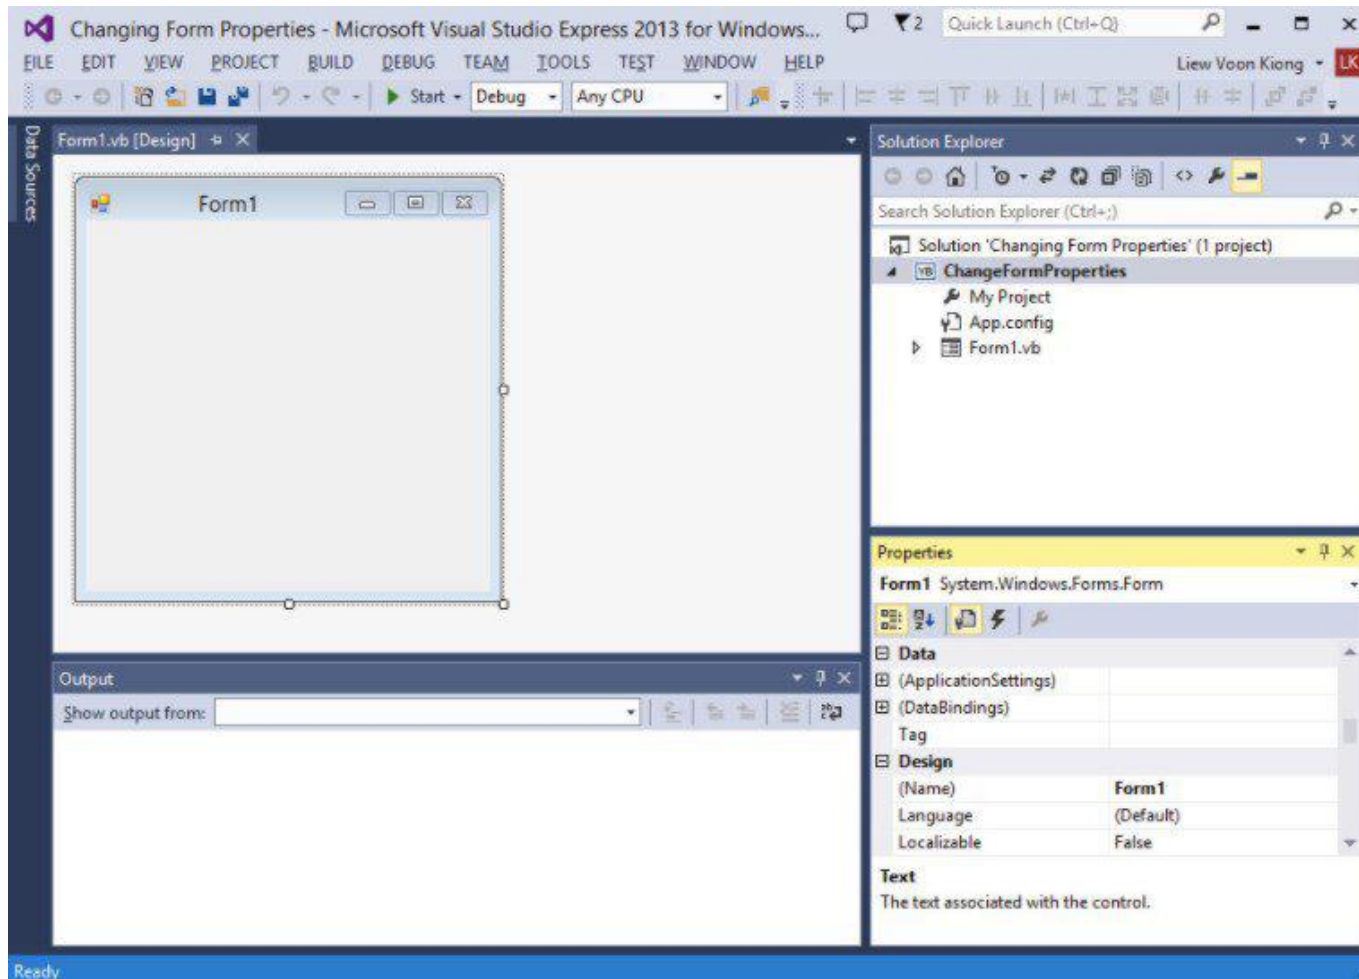 Changing Form Properties - Microsoft Visual Studio Express 2013 for Windows...
2
Quick Launch (Ctrl+Q)
FILE EDIT VIEW PROJECT BUILD DEBUG TEAM TOOLS TEST WINDOW HELP
Liew Voon Kiong
LK
Start
Debug
Any CPU
Data Sources
Form1.vb [Design]
Form1
Output
Show output from:
Solution Explorer
Search Solution Explorer (Ctrl+;)
Solution 'Changing Form Properties' (1 project)
VB ChangeFormProperties
My Project
App.config
Form1.vb
Properties
Form1 System.Windows.Forms.Form
Data
(ApplicationSettings)
(DataBindings)
Tag
Design
(Name) Form1
Language (Default)
Localizable False
Text
The text associated with the control.
Ready